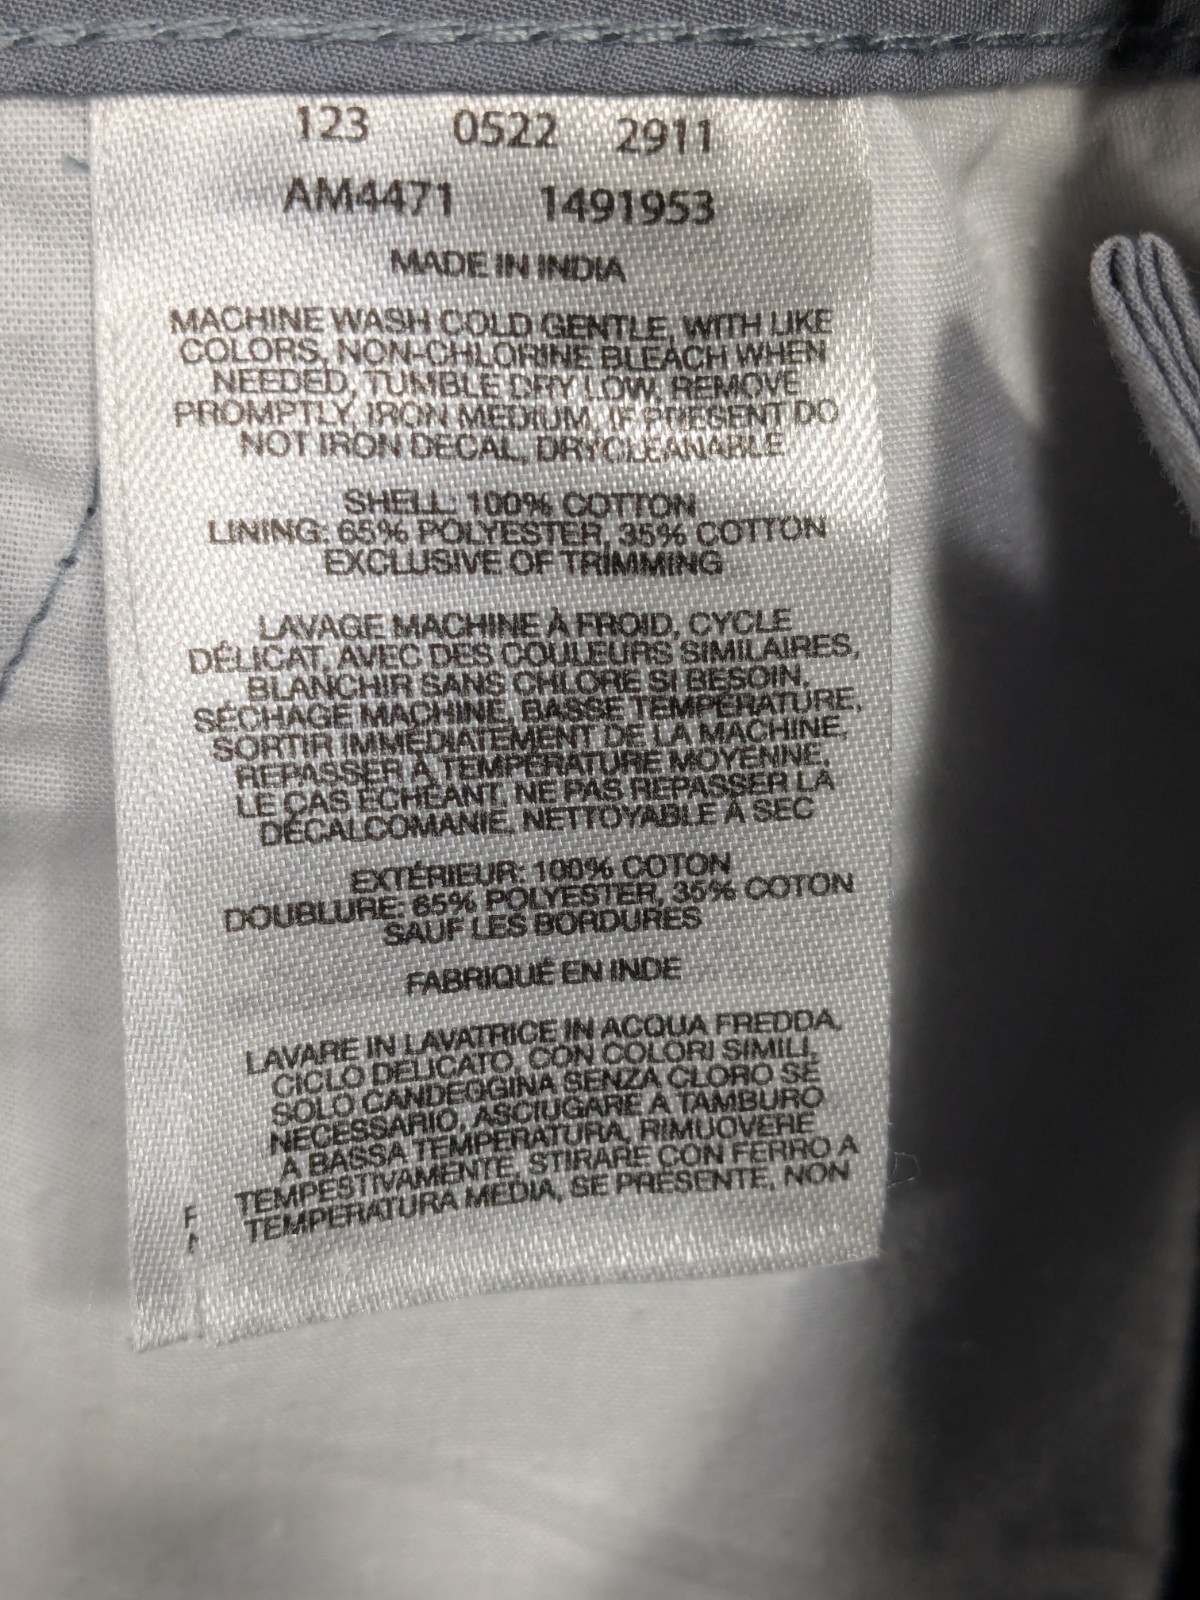 123 0522 2911
AM4471 1491953
MADE IN INDIA
MACHINE WASH COLD GENTLE, WITH LIKE
COLORS, NON-CHLORINE BLEACH WHEN
NEEDED, TUMBLE DRY LOW, REMOVE
PROMPTLY, IRON MEDIUM, IF PRESENT DO
NOT IRON DECAL, DRYCLEANABLE
SHELL: 100% COTTON
LINING: 65% POLYESTER, 35% COTTON
EXCLUSIVE OF TRIMMING
LAVAGE MACHINE À FROID, CYCLE
DÉLICAT, AVEC DES COULEURS SIMILAIRES,
BLANCHIR SANS CHLORE SI BESOIN,
SÉCHAGE MACHINE, BASSE TEMPÉRATURE,
SORTIR IMMÉDIATEMENT DE LA MACHINE,
REPASSER À TEMPÉRATURE MOYENNE,
LE CAS ÉCHÉANT, NE PAS REPASSER LA
DÉCALCOMANIE, NETTOYABLE À SEC
EXTÉRIEUR: 100% COTON
DOUBLURE: 65% POLYESTER, 35% COTON
SAUF LES BORDURES
FABRIQUÉ EN INDE
LAVARE IN LAVATRICE IN ACQUA FREDDA,
CICLO DELICATO, CON COLORI SIMILI,
SOLO CANDEGGINA SENZA CLORO SE
NECESSARIO, ASCIUGARE A TAMBURO
A BASSA TEMPERATURA, RIMUOVERE
TEMPESTIVAMENTE, STIRARE CON FERRO A
TEMPERATURA MEDIA, SE PRESENTE, NON